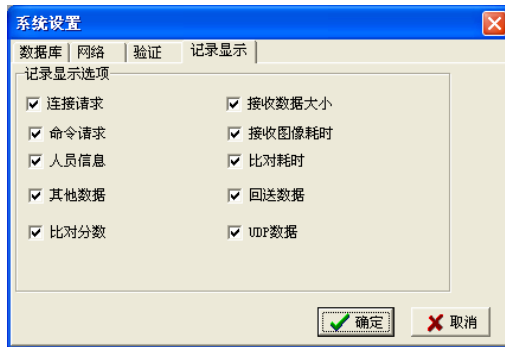 系统设置
数据库 网络 验证 记录显示
记录显示选项
连接请求 接收数据大小
命令请求 接收图像耗时
人员信息 比对耗时
其他数据 回送数据
比对分数 UDP数据
确定 取消